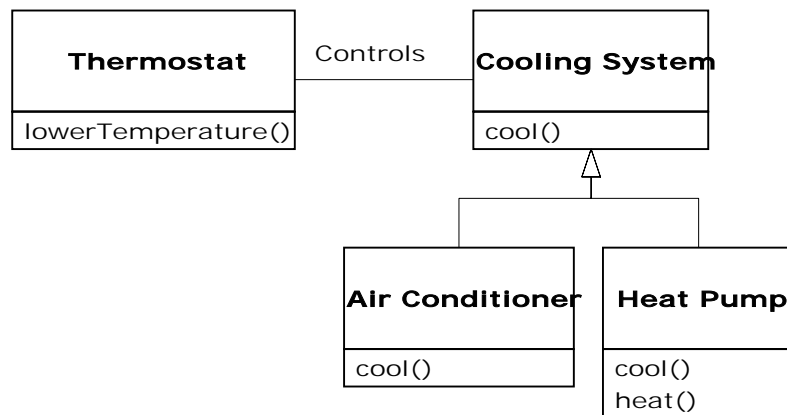 Thermostat
lowerTemperature()
Controls
Cooling System
cool()
Air Conditioner
cool()
Heat Pump
cool()
heat()